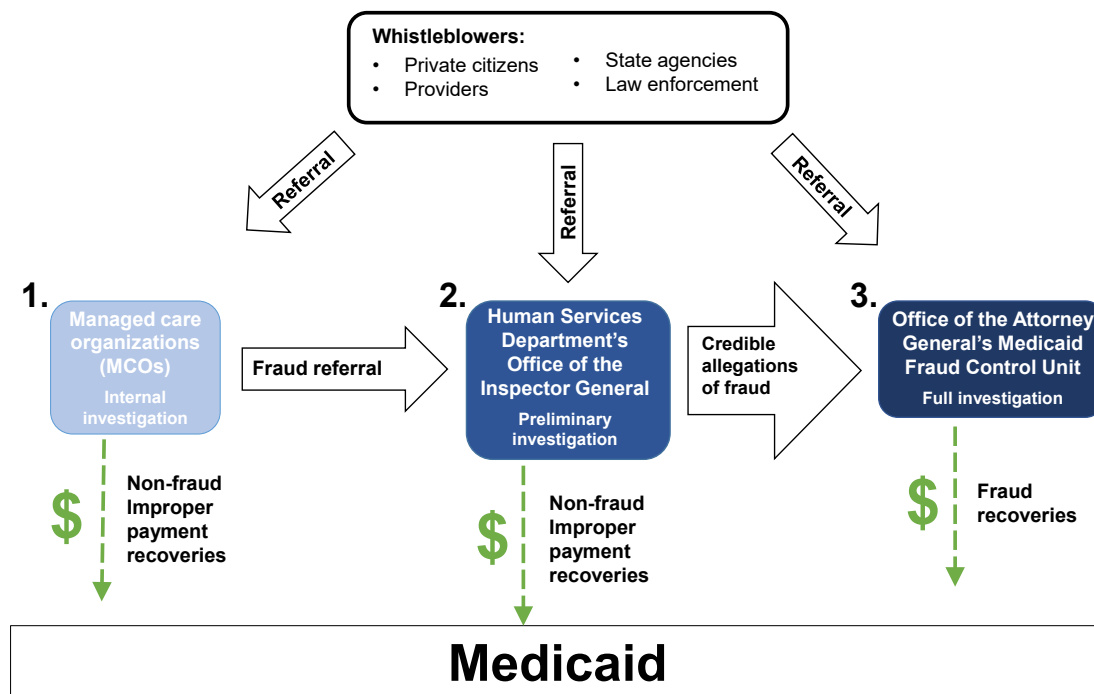 Whistleblowers:
• Private citizens
• Providers
• State agencies
• Law enforcement
Referral
Referral
Referral
1.
Managed care
organizations
(MCOs)
Internal
investigation
Fraud referral
2.
Human Services
Department’s
Office of the
Inspector General
Preliminary
investigation
Credible
allegations
of fraud
3.
Office of the Attorney
General’s Medicaid
Fraud Control Unit
Full investigation
$
Non-fraud
Improper
payment
recoveries
$
Non-fraud
Improper
payment
recoveries
$
Fraud
recoveries
Medicaid